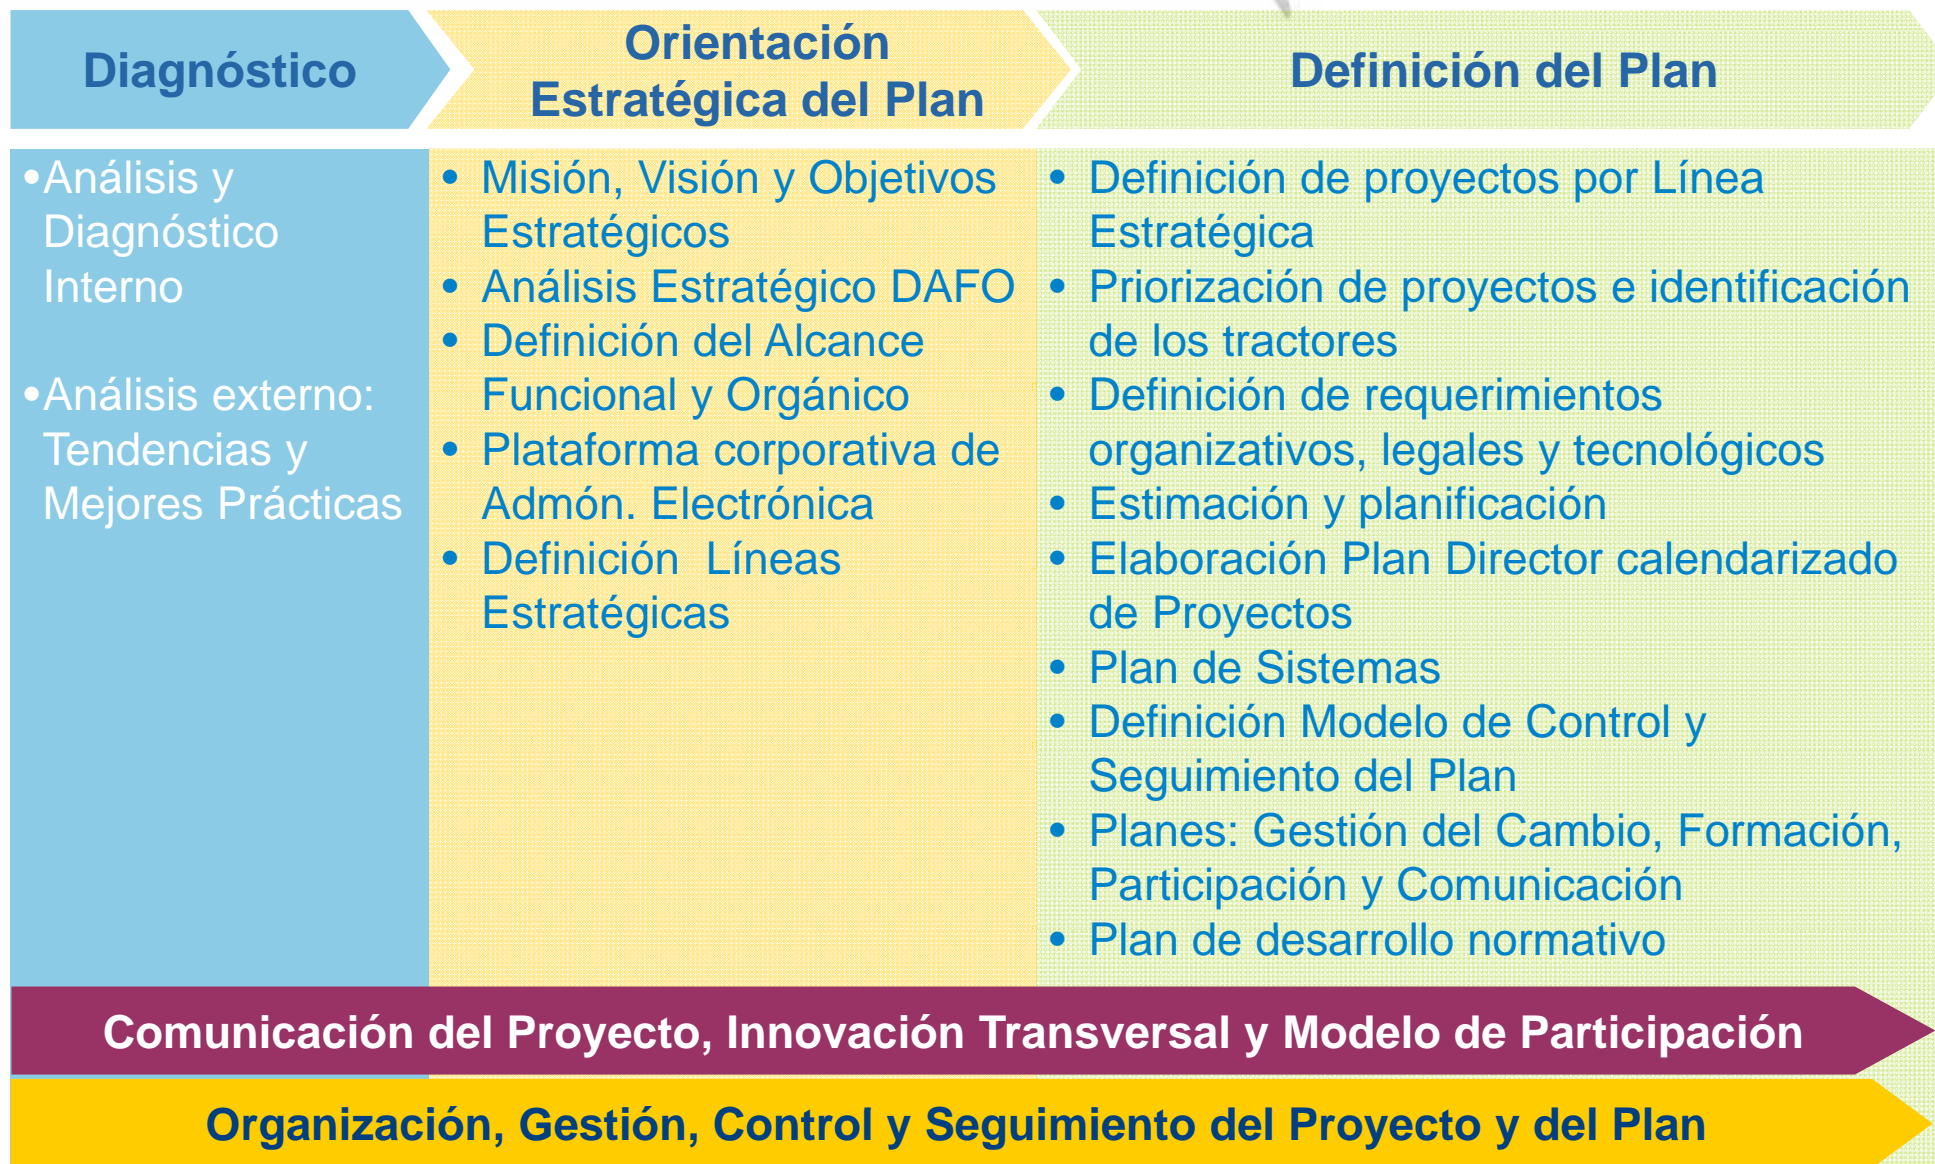 Diagnóstico
Orientación
Estratégica del Plan
Definición del Plan
•Análisis y
Diagnóstico
Interno
•Análisis externo:
Tendencias y
Mejores Prácticas
• Misión, Visión y Objetivos
Estratégicos
• Análisis Estratégico DAFO
• Definición del Alcance
Funcional y Orgánico
• Plataforma corporativa de
Admón. Electrónica
• Definición Líneas
Estratégicas
• Definición de proyectos por Línea
Estratégica
• Priorización de proyectos e identificación
de los tractores
• Definición de requerimientos
organizativos, legales y tecnológicos
• Estimación y planificación
• Elaboración Plan Director calendarizado
de Proyectos
• Plan de Sistemas
• Definición Modelo de Control y
Seguimiento del Plan
• Planes: Gestión del Cambio, Formación,
Participación y Comunicación
• Plan de desarrollo normativo
Comunicación del Proyecto, Innovación Transversal y Modelo de Participación
Organización, Gestión, Control y Seguimiento del Proyecto y del Plan